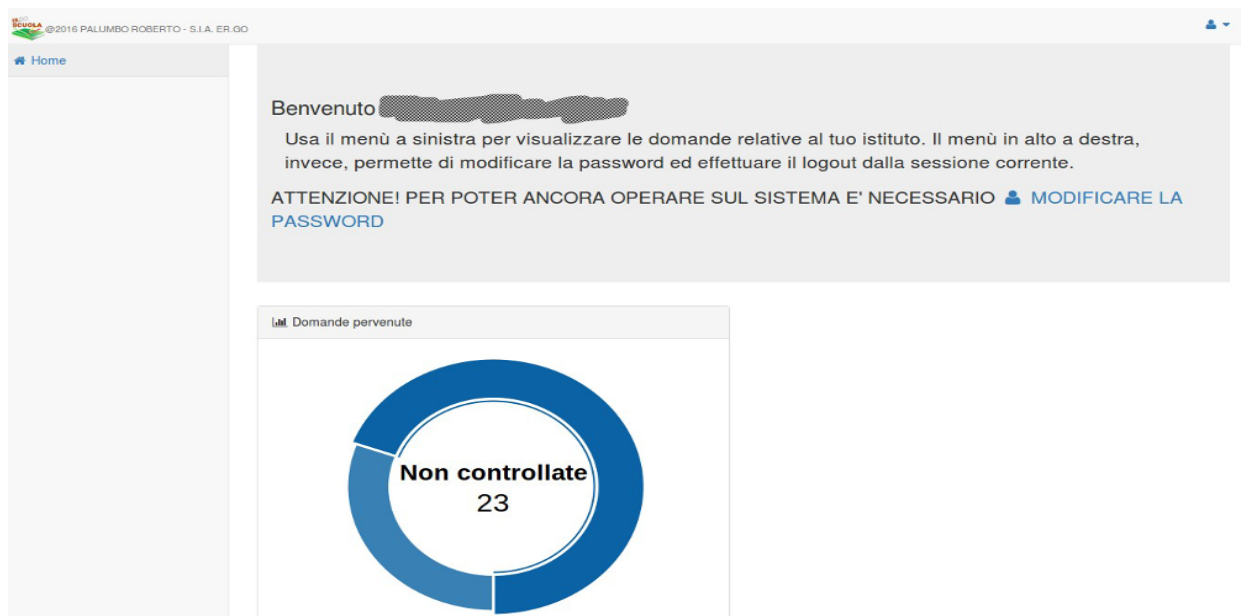 SCUOLA @2016 PALUMBO ROBERTO - S.I.A. ER.GO
Home
Benvenuto
Usa il menù a sinistra per visualizzare le domande relative al tuo istituto. Il menù in alto a destra,
invece, permette di modificare la password ed effettuare il logout dalla sessione corrente.
ATTENZIONE! PER POTER ANCORA OPERARE SUL SISTEMA E' NECESSARIO MODIFICARE LA
PASSWORD
Domande pervenute
Non controllate
23